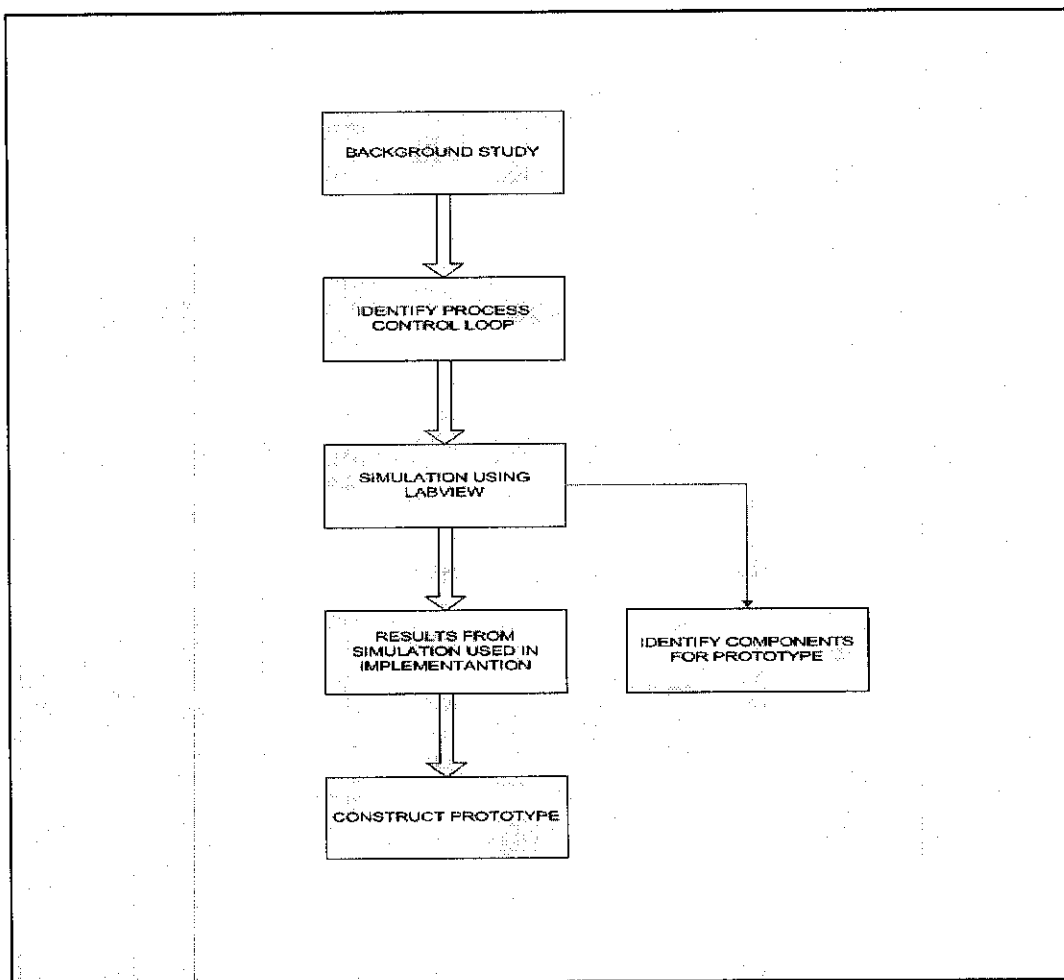 BACKGROUND STUDY
IDENTIFY PROCESS
CONTROL LOOP
SIMULATION USING
LABVIEW
RESULTS FROM
SIMULATION USED IN
IMPLEMENTANTION
IDENTIFY COMPONENTS
FOR PROTOTYPE
CONSTRUCT PROTOTYPE